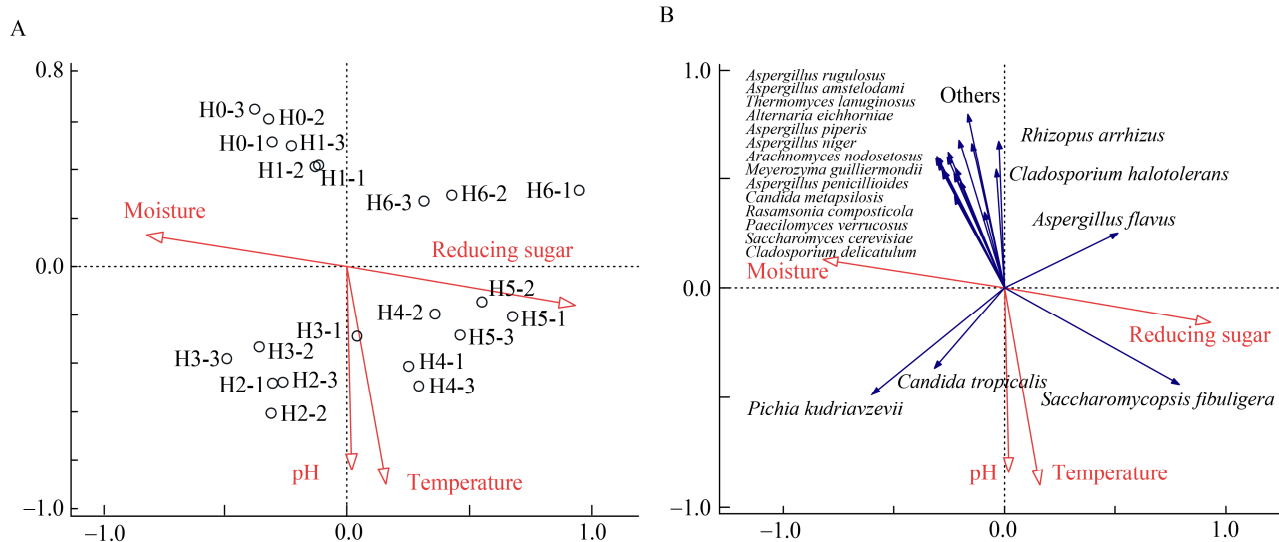 A
0.8
H0-3
H0-2
H0-1
H1-3
H1-2
H1-1
H6-3
H6-2
H6-1
Moisture
Reducing sugar
0.0
H5-2
H4-2
H5-1
H3-1
H5-3
H3-3
H3-2
H4-1
H2-1
H2-3
H4-3
H2-2
pH
Temperature
−1.0
−1.0
0.0
1.0
B
1.0
Aspergillus rugulosus
Aspergillus amstelodami
Thermomyces lanuginosus
Alternaria eichhorniae
Aspergillus piperis
Aspergillus niger
Arachnomyces nodosetosus
Meyerozyma guilliermondii
Aspergillus penicillioides
Candida metapsilosis
Rasamsonia composticola
Paecilomyces verrucosus
Saccharomyces cerevisiae
Cladosporium delicatulum
Others
Rhizopus arrhizus
Cladosporium halotolerans
Aspergillus flavus
Moisture
0.0
Reducing sugar
Candida tropicalis
Pichia kudriavzevii
Saccharomycopsis fibuligera
pH
Temperature
−1.0
−1.0
0.0
1.0